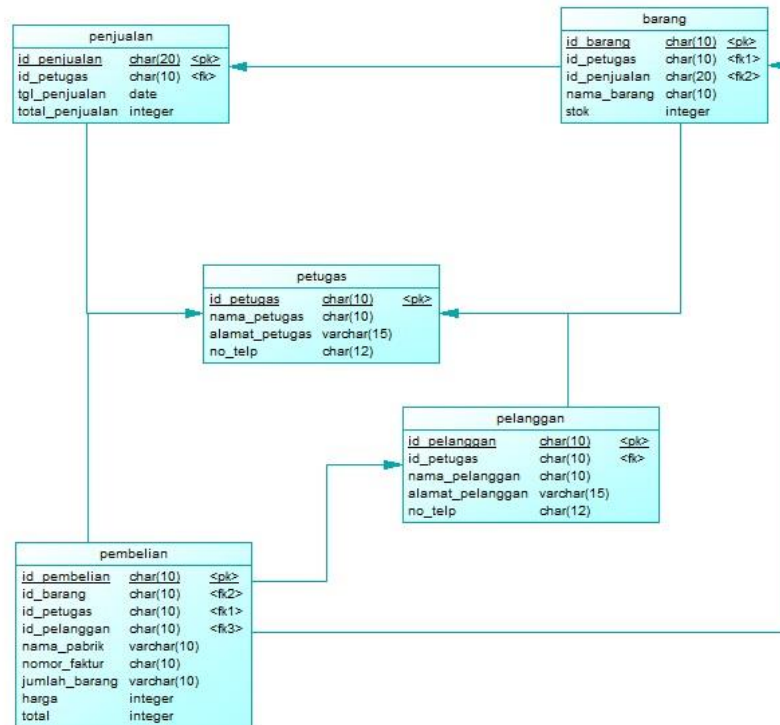 penjualan
id_penjualan char(20) <pk>
id_petugas char(10) <fk>
tgl_penjualan date
total_penjualan integer
barang
id_barang char(10) <pk>
id_petugas char(10) <fk1>
id_penjualan char(20) <fk2>
nama_barang char(10)
stok integer
petugas
id_petugas char(10) <pk>
nama_petugas char(10)
alamat_petugas varchar(15)
no_telp char(12)
pelanggan
id_pelanggan char(10) <pk>
id_petugas char(10) <fk>
nama_pelanggan char(10)
alamat_pelanggan varchar(15)
no_telp char(12)
pembelian
id_pembelian char(10) <pk>
id_barang char(10) <fk2>
id_petugas char(10) <fk1>
id_pelanggan char(10) <fk3>
nama_pabrik varchar(10)
nomor_faktur char(10)
jumlah_barang varchar(10)
harga integer
total integer